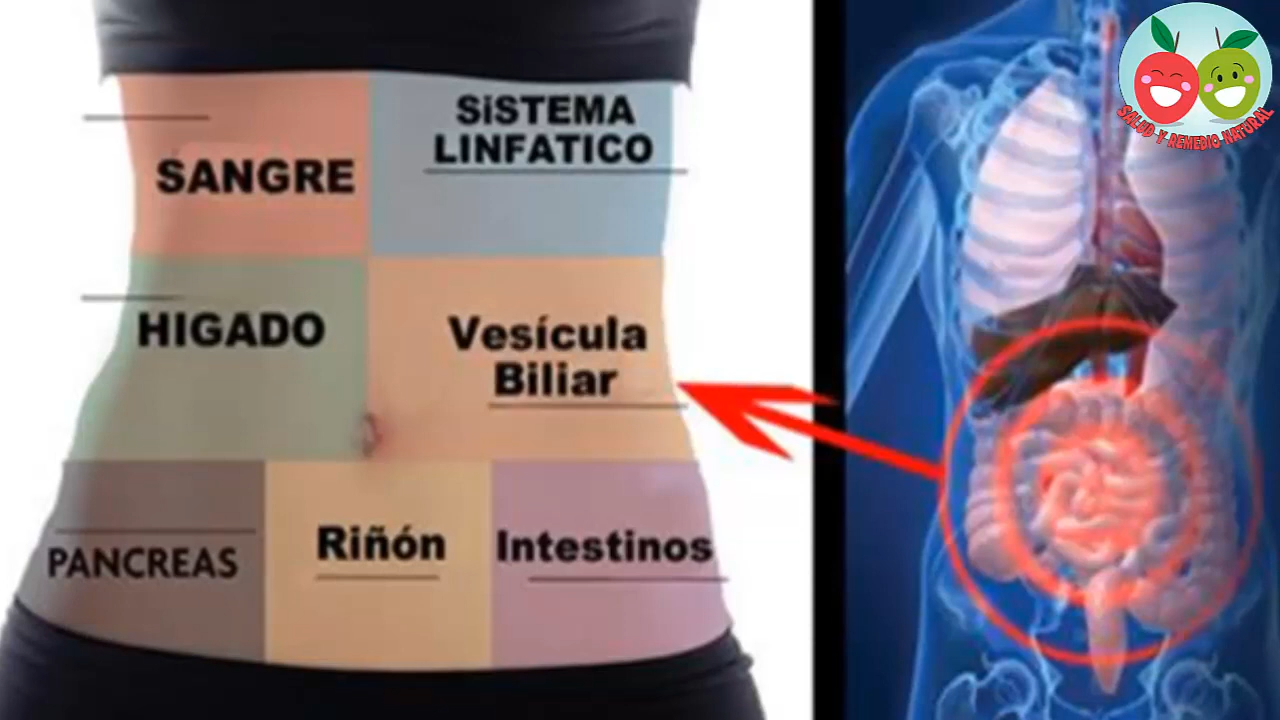 SANGRE
SiSTEMA
LINFATICO
HIGADO
Vesícula
Biliar
PANCREAS
Riñón
Intestinos
SALUD Y REMEDIO NATURAL